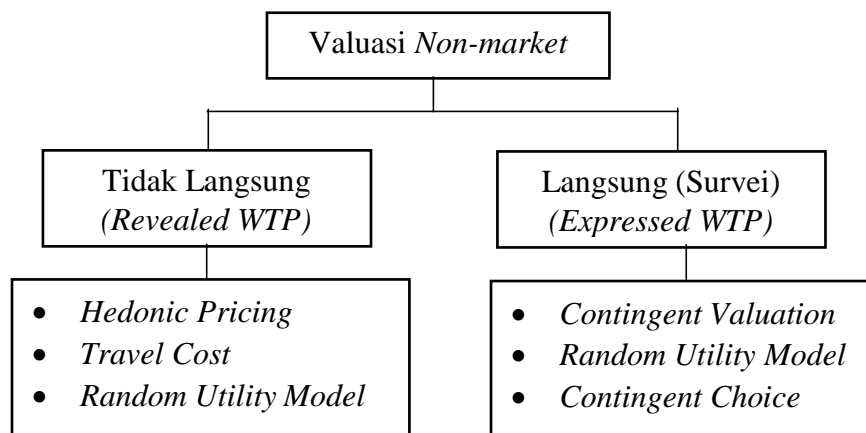 Valuasi Non-market
Tidak Langsung
(Revealed WTP)
Langsung (Survei)
(Expressed WTP)
• Hedonic Pricing
• Travel Cost
• Random Utility Model
• Contingent Valuation
• Random Utility Model
• Contingent Choice